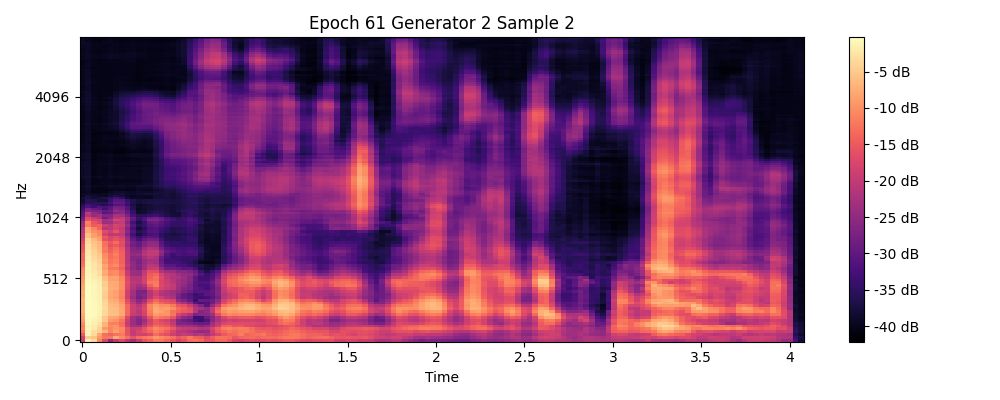 Epoch 61 Generator 2 Sample 2
Hz
4096
2048
1024
512
0
0 0.5 1 1.5 2 2.5 3 3.5 4
Time
-5 dB
-10 dB
-15 dB
-20 dB
-25 dB
-30 dB
-35 dB
-40 dB